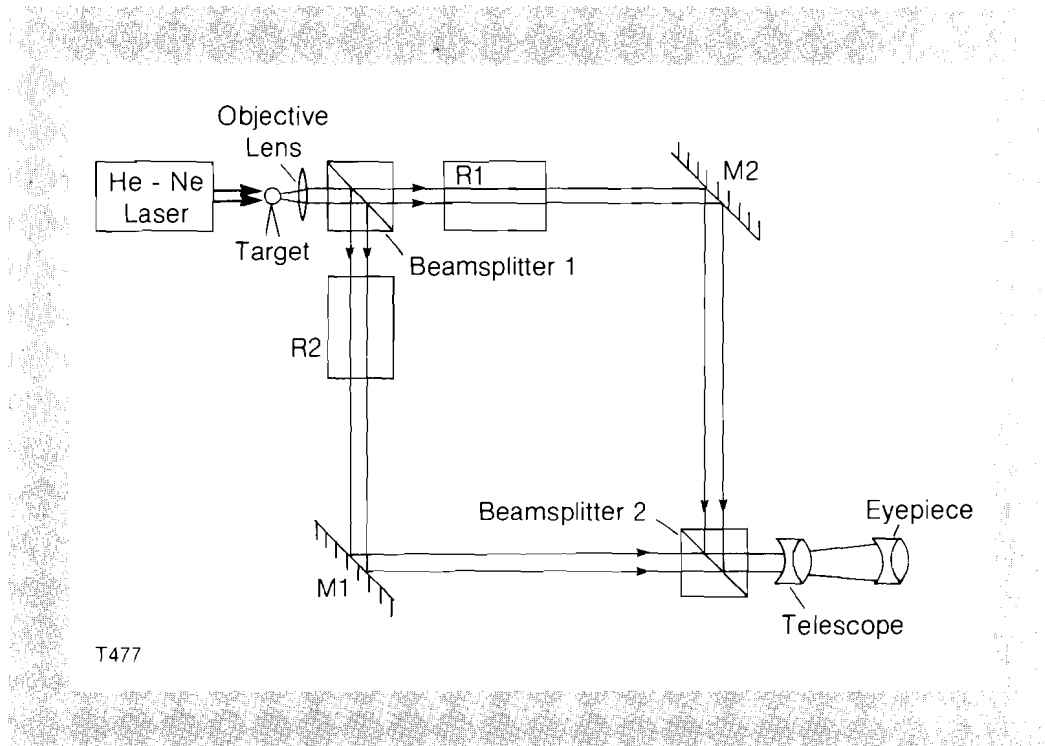 Objective
Lens
He - Ne
Laser
Target
Beamsplitter 1
R1
M2
R2
Beamsplitter 2
Eyepiece
M1
Telescope
T477